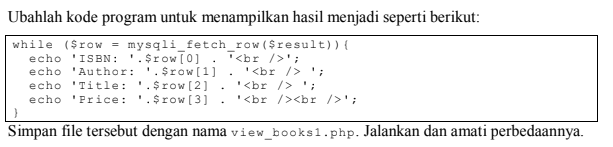 Ubahlah kode program untuk menampilkan hasil menjadi seperti berikut:
while ($row = mysqli_fetch_row($result)){
echo 'ISBN: '.$row[0] . '<br />';
echo 'Author: '.$row[1] . '<br /> ';
echo 'Title: '.$row[2] . '<br /> ';
echo 'Price: '.$row[3] . '<br /><br />';
}
Simpan file tersebut dengan nama view_books1.php. Jalankan dan amati perbedaannya.